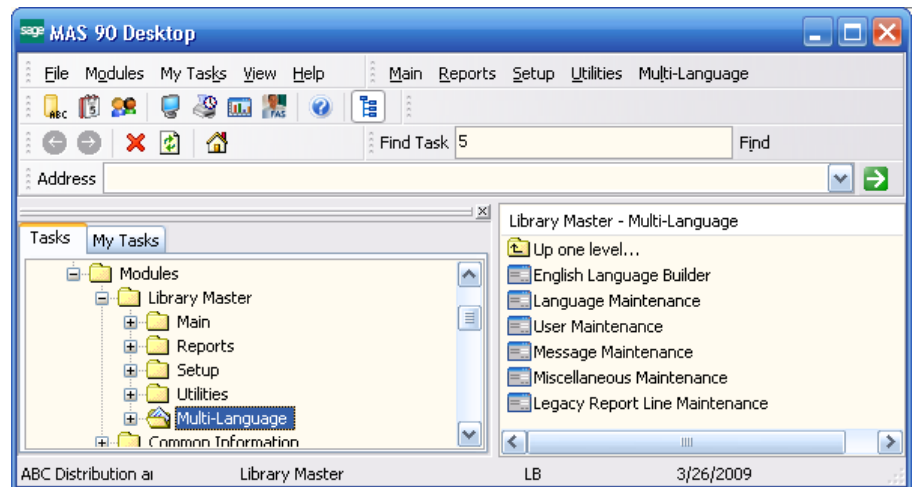 sage MAS 90 Desktop
File Modules My Tasks View Help Main Reports Setup Utilities Multi-Language
ABC 5 FAS
Find Task 5 Find
Address
Tasks My Tasks
Modules
Library Master
Main
Reports
Setup
Utilities
Multi-Language
Common Information
Library Master - Multi-Language
Up one level...
English Language Builder
Language Maintenance
User Maintenance
Message Maintenance
Miscellaneous Maintenance
Legacy Report Line Maintenance
ABC Distribution ar Library Master LB 3/26/2009